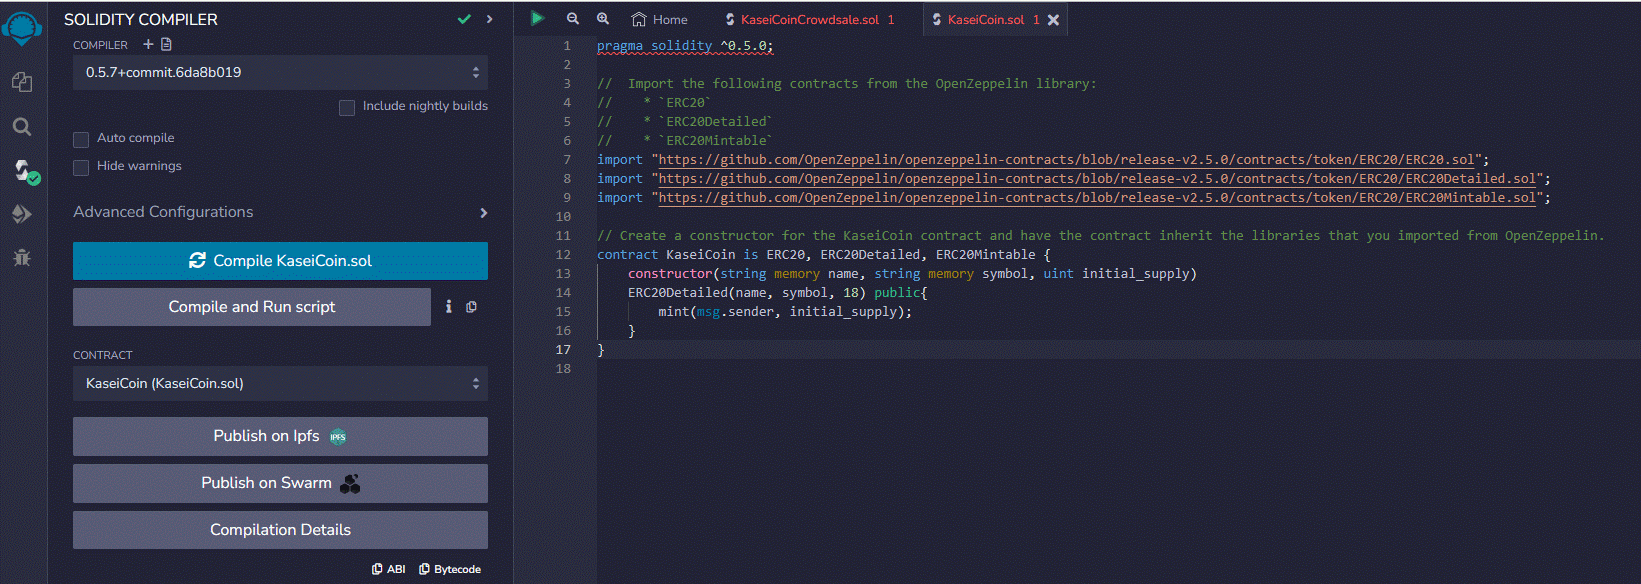 SOLIDITY COMPILER
COMPILER
0.5.7+commit.6da8b019
Include nightly builds
Auto compile
Hide warnings
Advanced Configurations
Compile KaseiCoin.sol
Compile and Run script
CONTRACT
KaseiCoin (KaseiCoin.sol)
Publish on Ipfs IPFS
Publish on Swarm
Compilation Details
ABI Bytecode
Home KaseiCoinCrowdsale.sol 1 KaseiCoin.sol 1
1 pragma solidity ^0.5.0;
2
3 //  Import the following contracts from the OpenZeppelin library:
4 //    * `ERC20`
5 //    * `ERC20Detailed`
6 //    * `ERC20Mintable`
7 import "https://github.com/OpenZeppelin/openzeppelin-contracts/blob/release-v2.5.0/contracts/token/ERC20/ERC20.sol";
8 import "https://github.com/OpenZeppelin/openzeppelin-contracts/blob/release-v2.5.0/contracts/token/ERC20/ERC20Detailed.sol";
9 import "https://github.com/OpenZeppelin/openzeppelin-contracts/blob/release-v2.5.0/contracts/token/ERC20/ERC20Mintable.sol";
10
11 // Create a constructor for the KaseiCoin contract and have the contract inherit the libraries that you imported from OpenZeppelin.
12 contract KaseiCoin is ERC20, ERC20Detailed, ERC20Mintable {
13     constructor(string memory name, string memory symbol, uint initial_supply)
14     ERC20Detailed(name, symbol, 18) public{
15         mint(msg.sender, initial_supply);
16     }
17 }
18